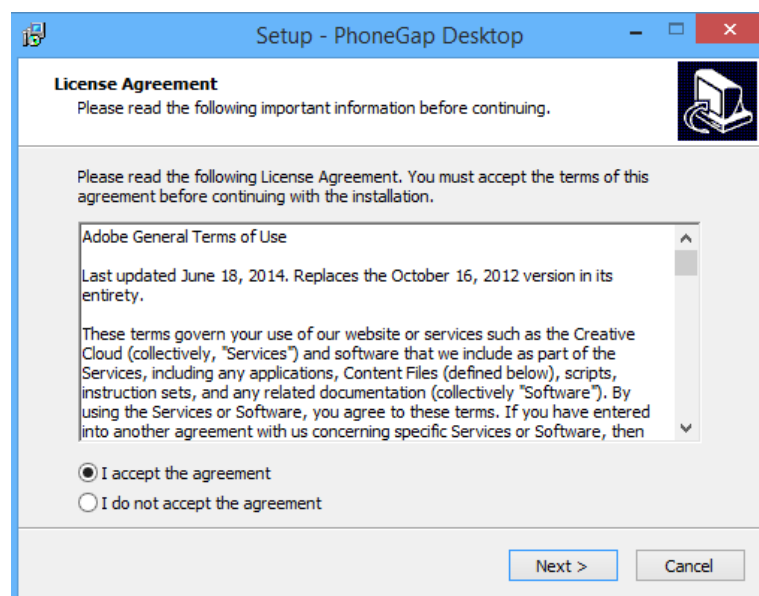 Setup - PhoneGap Desktop
License Agreement
Please read the following important information before continuing.
Please read the following License Agreement. You must accept the terms of this
agreement before continuing with the installation.
Adobe General Terms of Use
Last updated June 18, 2014. Replaces the October 16, 2012 version in its
entirety.
These terms govern your use of our website or services such as the Creative
Cloud (collectively, "Services") and software that we include as part of the
Services, including any applications, Content Files (defined below), scripts,
instruction sets, and any related documentation (collectively "Software"). By
using the Services or Software, you agree to these terms. If you have entered
into another agreement with us concerning specific Services or Software, then
I accept the agreement
I do not accept the agreement
Next >
Cancel